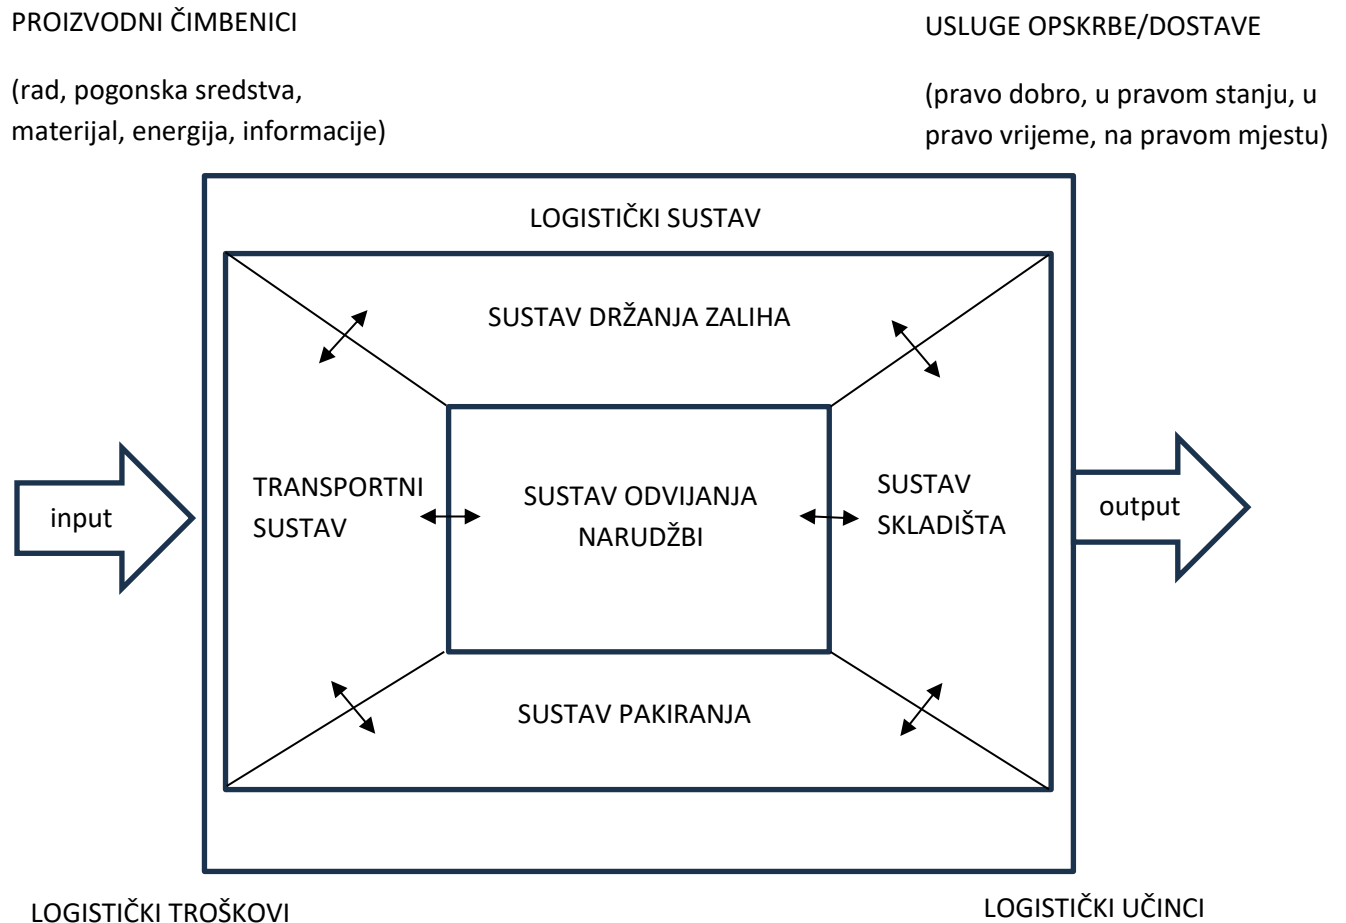 PROIZVODNI ČIMBENICI
(rad, pogonska sredstva,
materijal, energija, informacije)
USLUGE OPSKRBE/DOSTAVE
(pravo dobro, u pravom stanju, u
pravo vrijeme, na pravom mjestu)
LOGISTIČKI SUSTAV
SUSTAV DRŽANJA ZALIHA
input
TRANSPORTNI
SUSTAV
SUSTAV ODVIJANJA
NARUDŽBI
SUSTAV
SKLADIŠTA
output
SUSTAV PAKIRANJA
LOGISTIČKI TROŠKOVI
LOGISTIČKI UČINCI